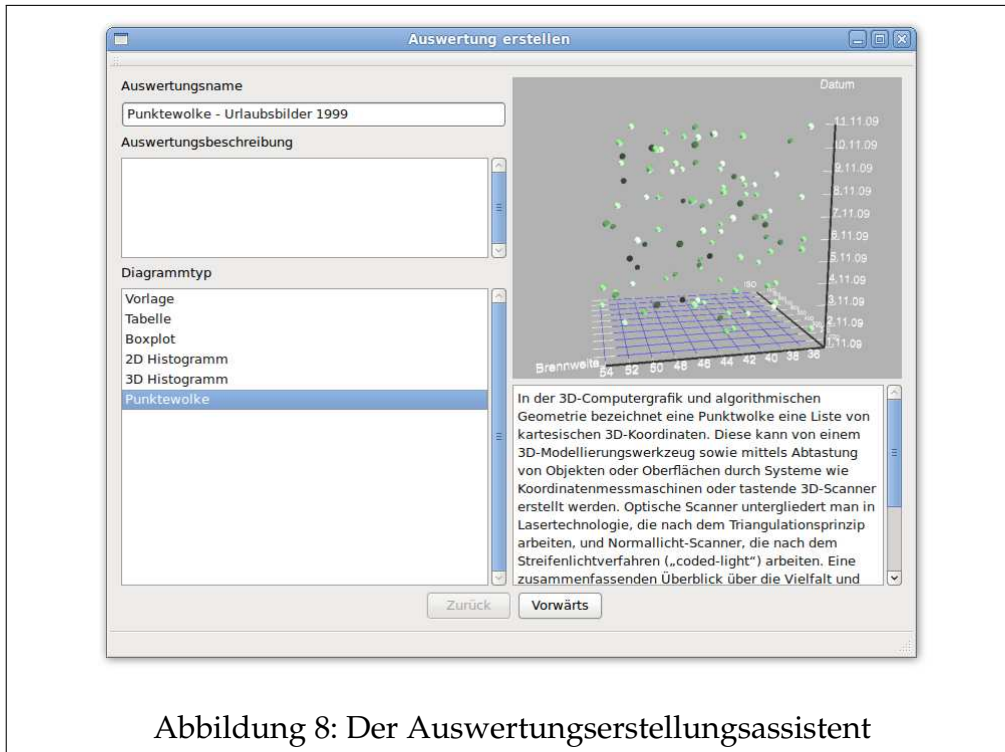 Auswertung erstellen
Auswertungsname
Punktewolke - Urlaubsbilder 1999
Auswertungsbeschreibung
Diagrammtyp
Vorlage
Tabelle
Boxplot
2D Histogramm
3D Histogramm
Punktewolke
Datum
11.11.09
10.11.09
9.11.09
8.11.09
7.11.09
6.11.09
5.11.09
4.11.09
3.11.09
2.11.09
1.11.09
ISO
Brennweite
54 52 50 48 46 44 42 40 38 36
In der 3D-Computergrafik und algorithmischen
Geometrie bezeichnet eine Punktwolke eine Liste von
kartesischen 3D-Koordinaten. Diese kann von einem
3D-Modellierungswerkzeug sowie mittels Abtastung
von Objekten oder Oberflächen durch Systeme wie
Koordinatenmessmaschinen oder tastende 3D-Scanner
erstellt werden. Optische Scanner untergliedert man in
Lasertechnologie, die nach dem Triangulationsprinzip
arbeiten, und Normallicht-Scanner, die nach dem
Streifenlichtverfahren („coded-light“) arbeiten. Eine
zusammenfassenden Überblick über die Vielfalt und
Zurück
Vorwärts
Abbildung 8: Der Auswertungserstellungsassistent